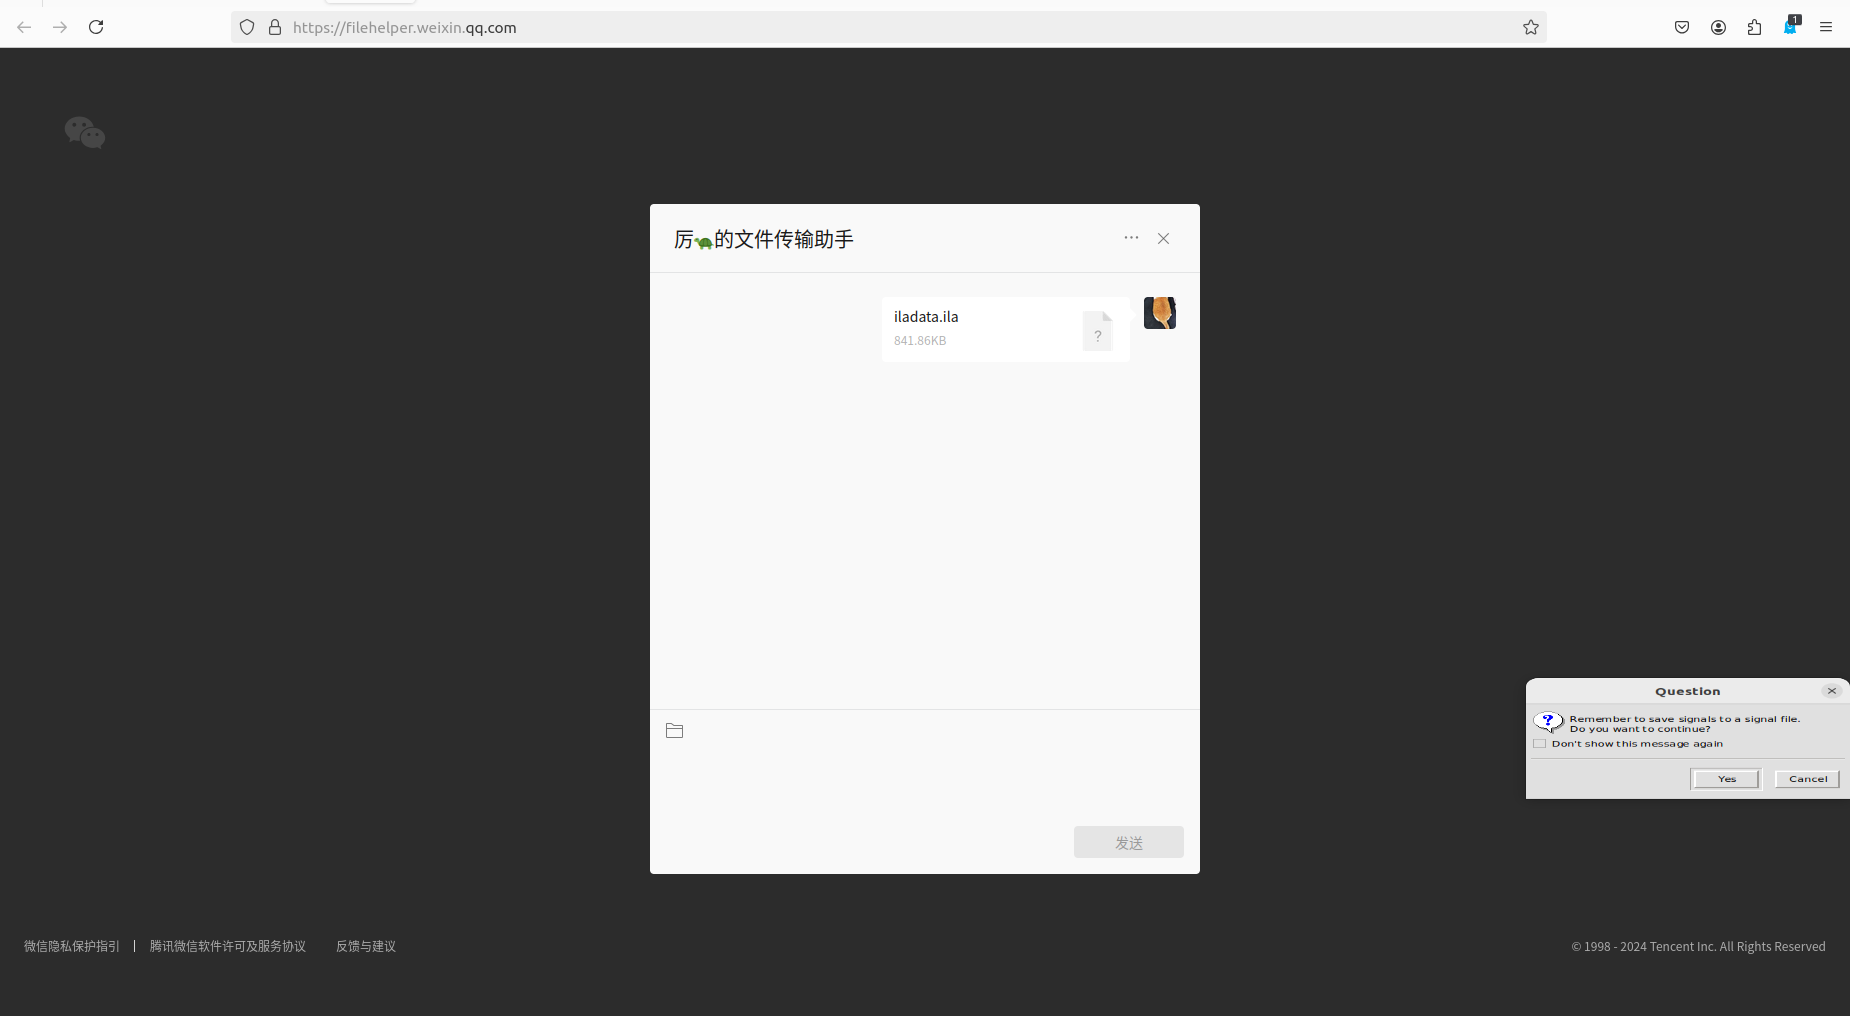 https://filehelper.weixin.qq.com
1
厉🐢的文件传输助手
iladata.ila
841.86KB
?
Question
Remember to save signals to a signal file.
Do you want to continue?
Don't show this message again
Yes
Cancel
发送
微信隐私保护指引
腾讯微信软件许可及服务协议
反馈与建议
© 1998 - 2024 Tencent Inc. All Rights Reserved